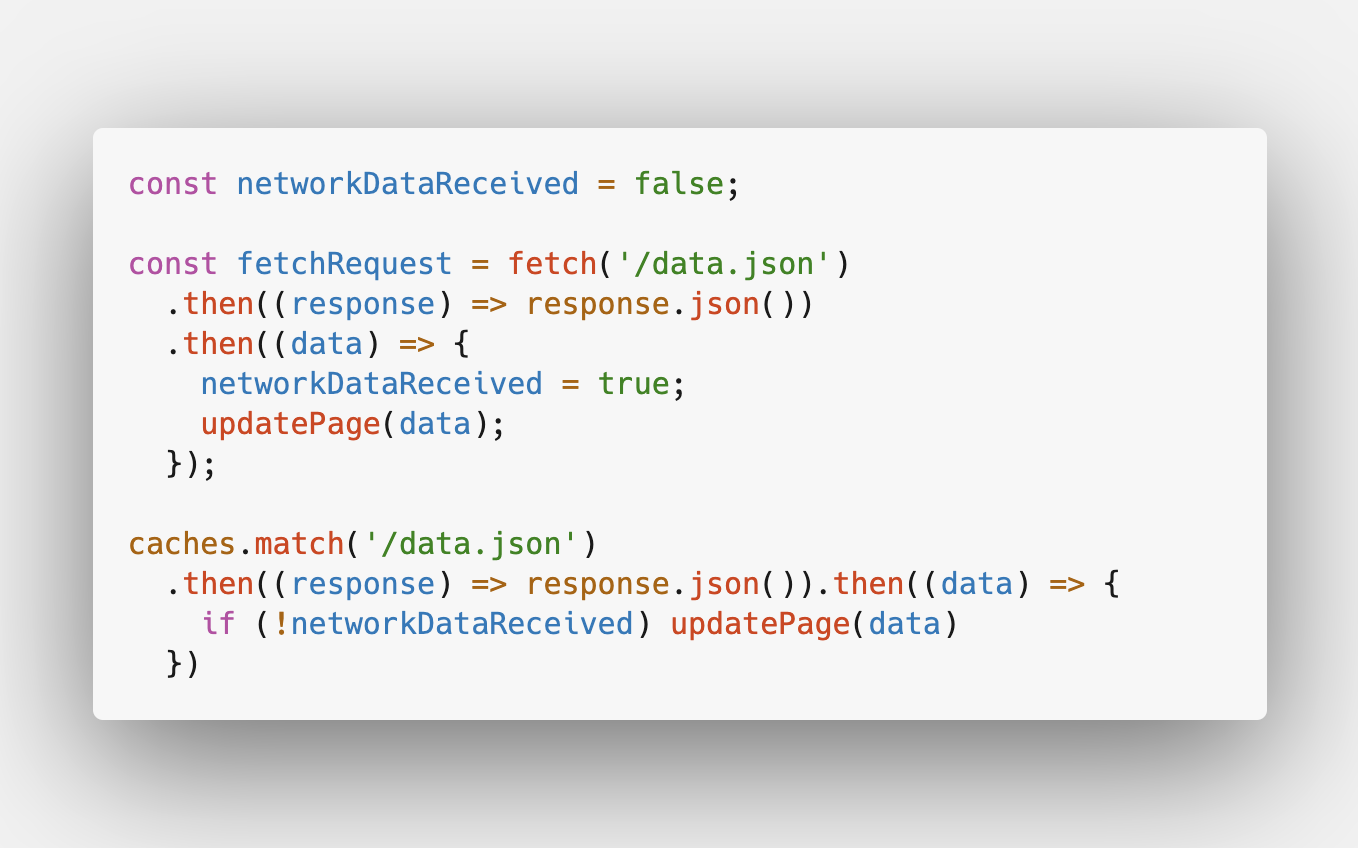 const networkDataReceived = false;

const fetchRequest = fetch('/data.json')
  .then((response) => response.json())
  .then((data) => {
    networkDataReceived = true;
    updatePage(data);
  });

caches.match('/data.json')
  .then((response) => response.json()).then((data) => {
    if (!networkDataReceived) updatePage(data)
  })